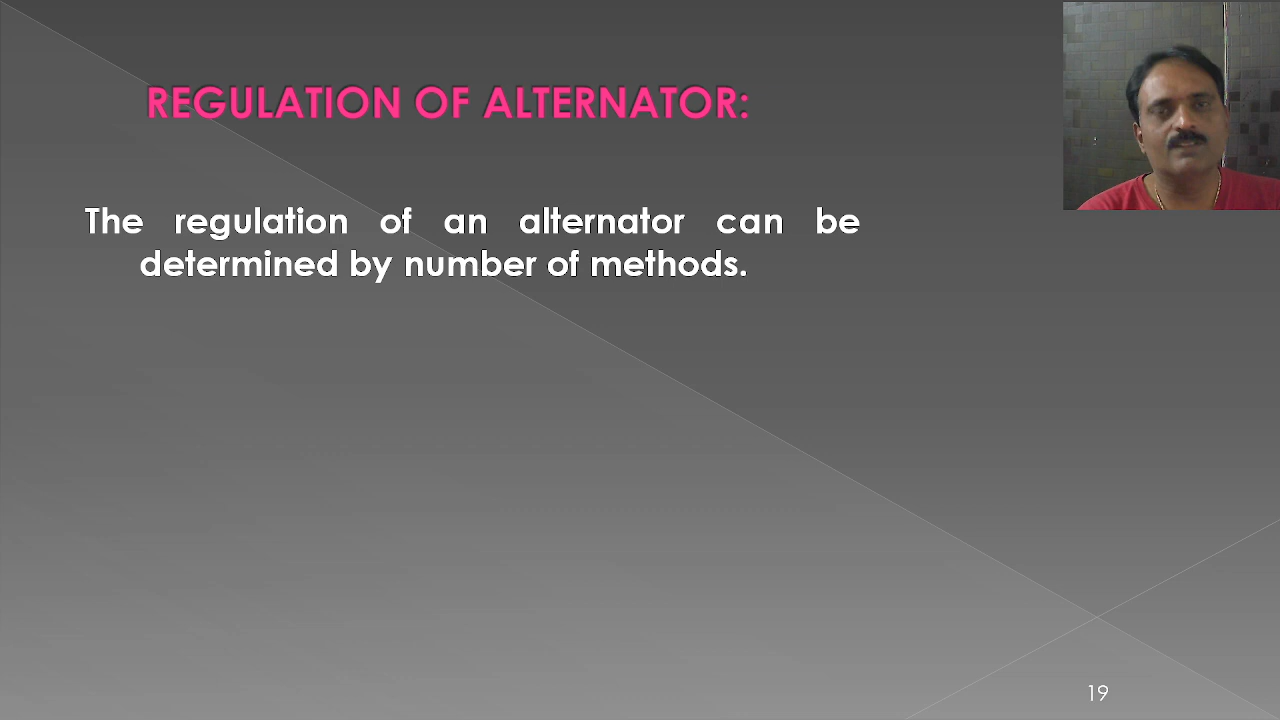 REGULATION OF ALTERNATOR:
The regulation of an alternator can be
determined by number of methods.
19